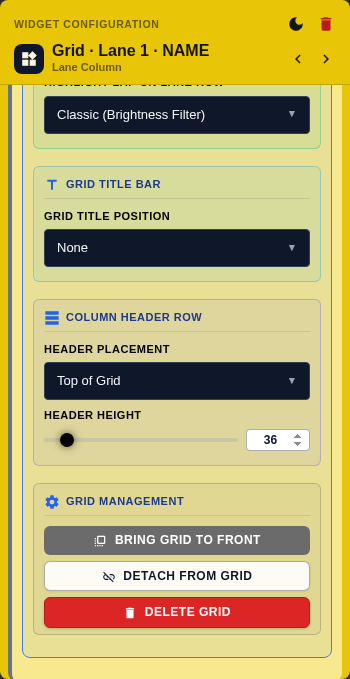 WIDGET CONFIGURATION
Grid · Lane 1 · NAME
Lane Column
Classic (Brightness Filter)
GRID TITLE BAR
GRID TITLE POSITION
None
COLUMN HEADER ROW
HEADER PLACEMENT
Top of Grid
HEADER HEIGHT
36
GRID MANAGEMENT
BRING GRID TO FRONT
DETACH FROM GRID
DELETE GRID